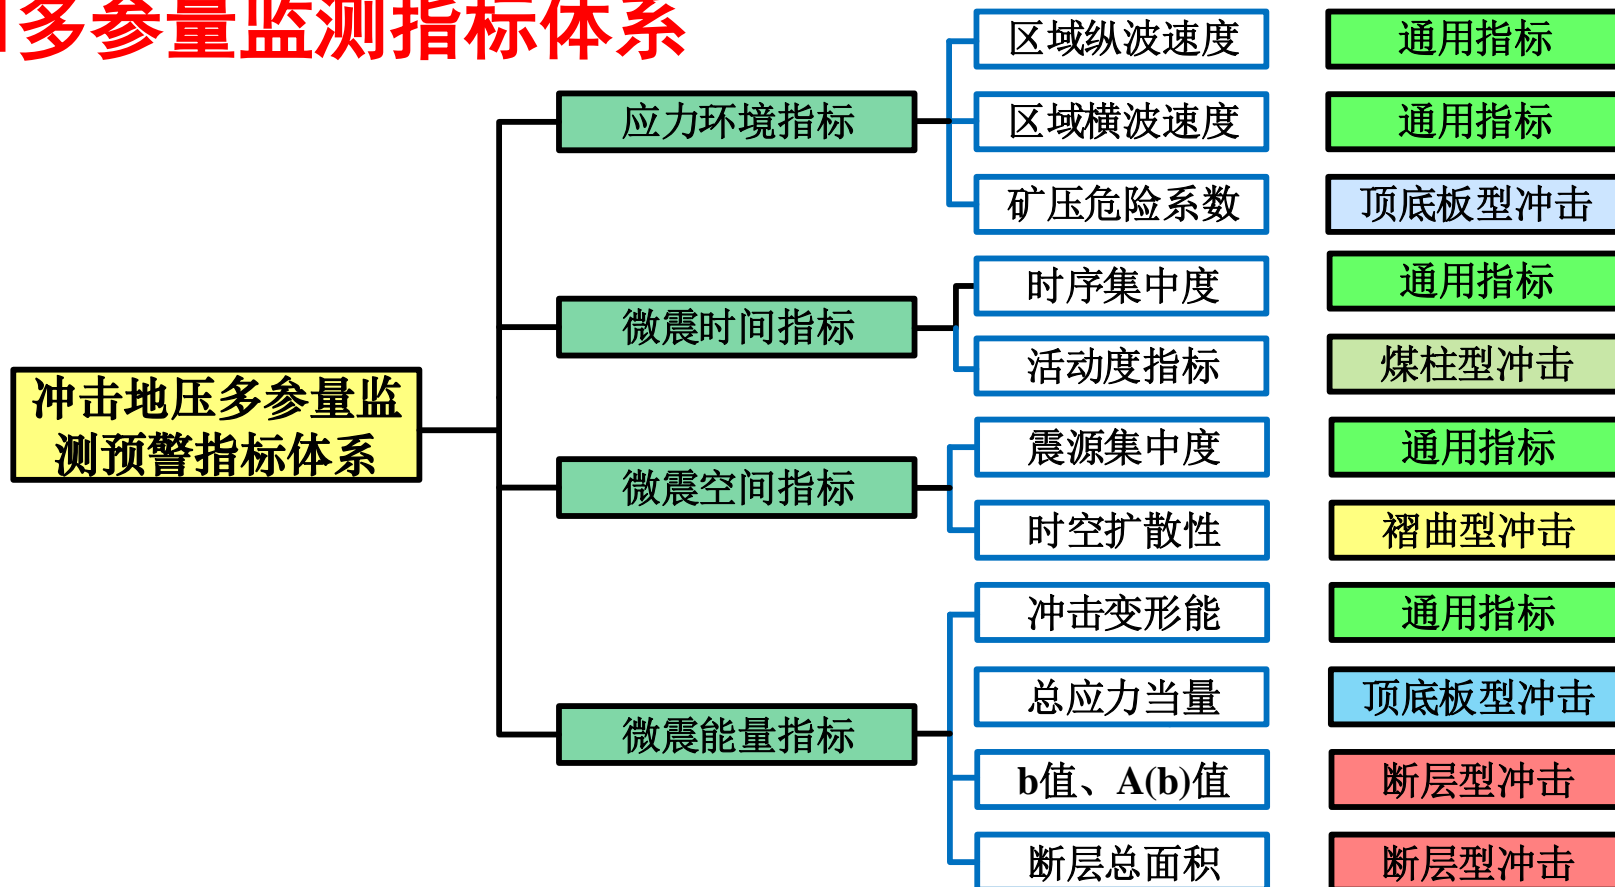 多参量监测指标体系
区域纵波速度 通用指标
应力环境指标 区域横波速度 通用指标
矿压危险系数 顶底板型冲击
时序集中度 通用指标
微震时间指标
活动度指标 煤柱型冲击
冲击地压多参量监
测预警指标体系
震源集中度 通用指标
微震空间指标
时空扩散性 褶曲型冲击
冲击变形能 通用指标
总应力当量 顶底板型冲击
微震能量指标
b值、A(b)值 断层型冲击
断层总面积 断层型冲击